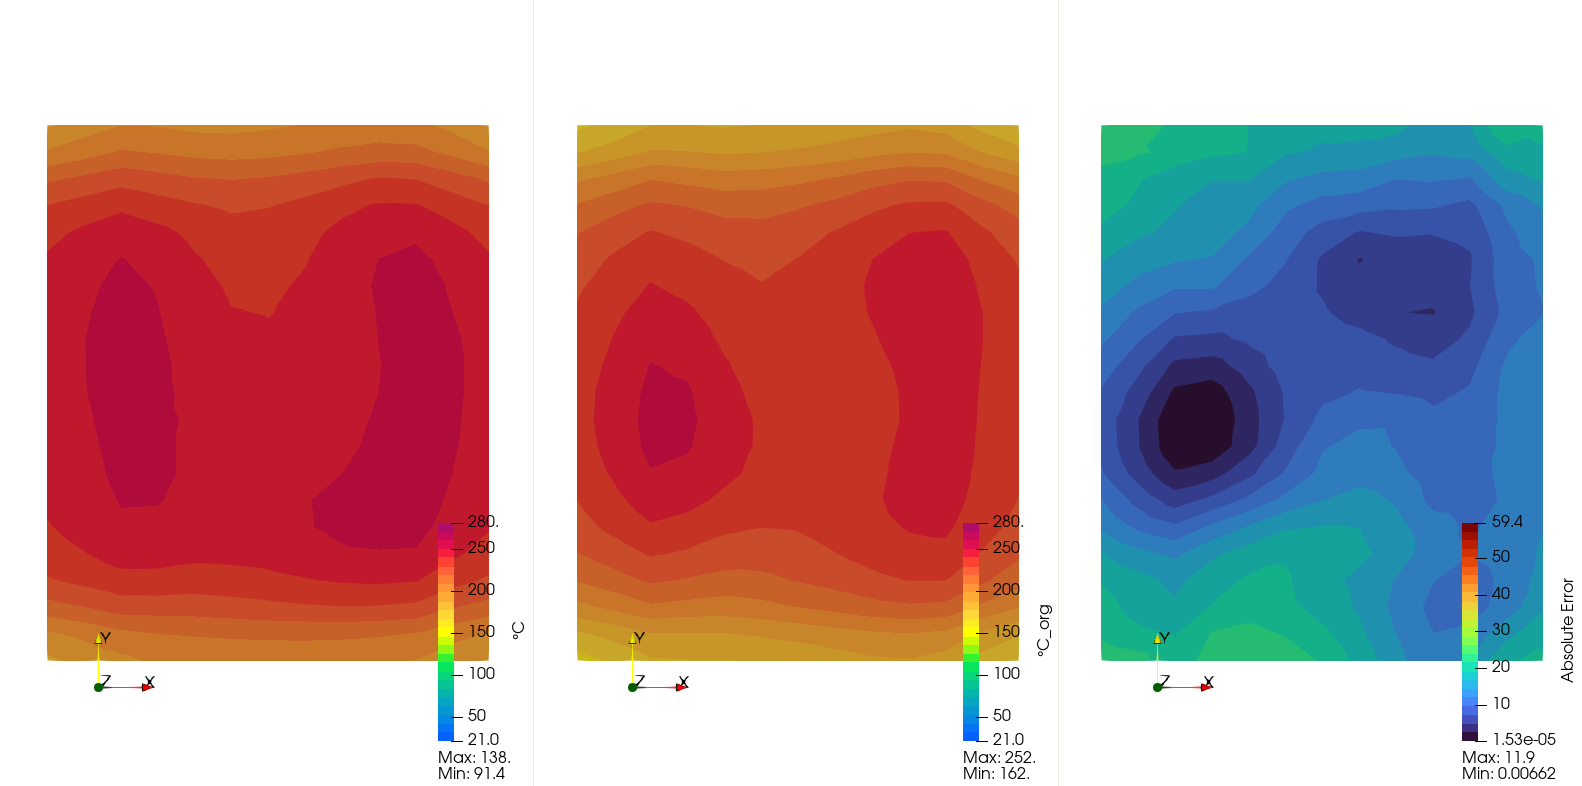 280.
250
200
150
100
50
21.0
°C
Max: 138.
Min: 91.4
Y
Z
X
280.
250
200
150
100
50
21.0
°C_org
Max: 252.
Min: 162.
Y
Z
X
59.4
50
40
30
20
10
1.53e-05
Absolute Error
Max: 11.9
Min: 0.00662
Y
Z
X